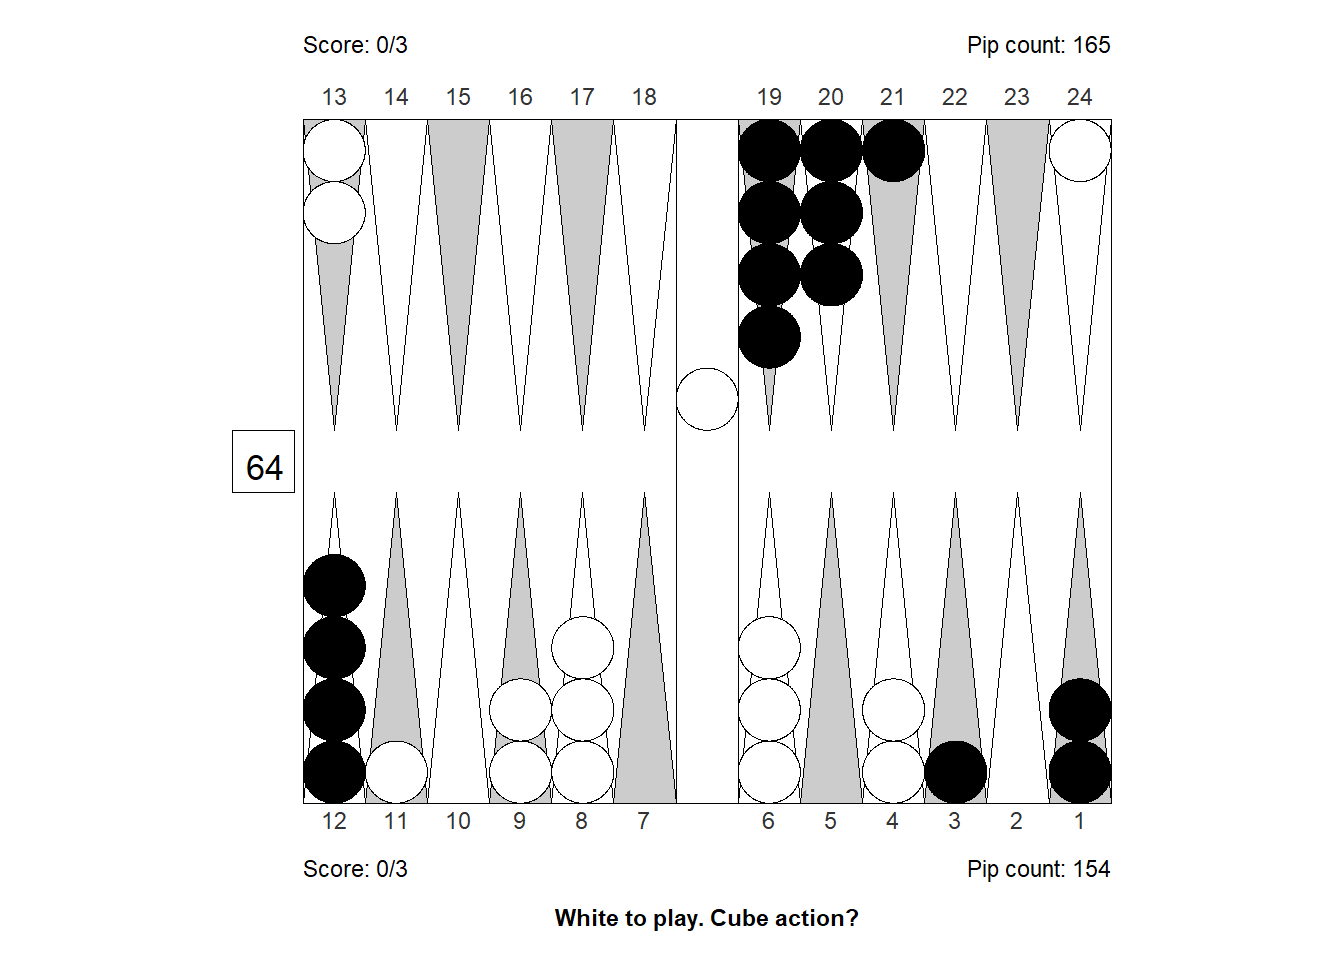 Score: 0/3 Pip count: 165
13 14 15 16 17 18 19 20 21 22 23 24
64
12 11 10 9 8 7 6 5 4 3 2 1
Score: 0/3 Pip count: 154
White to play. Cube action?